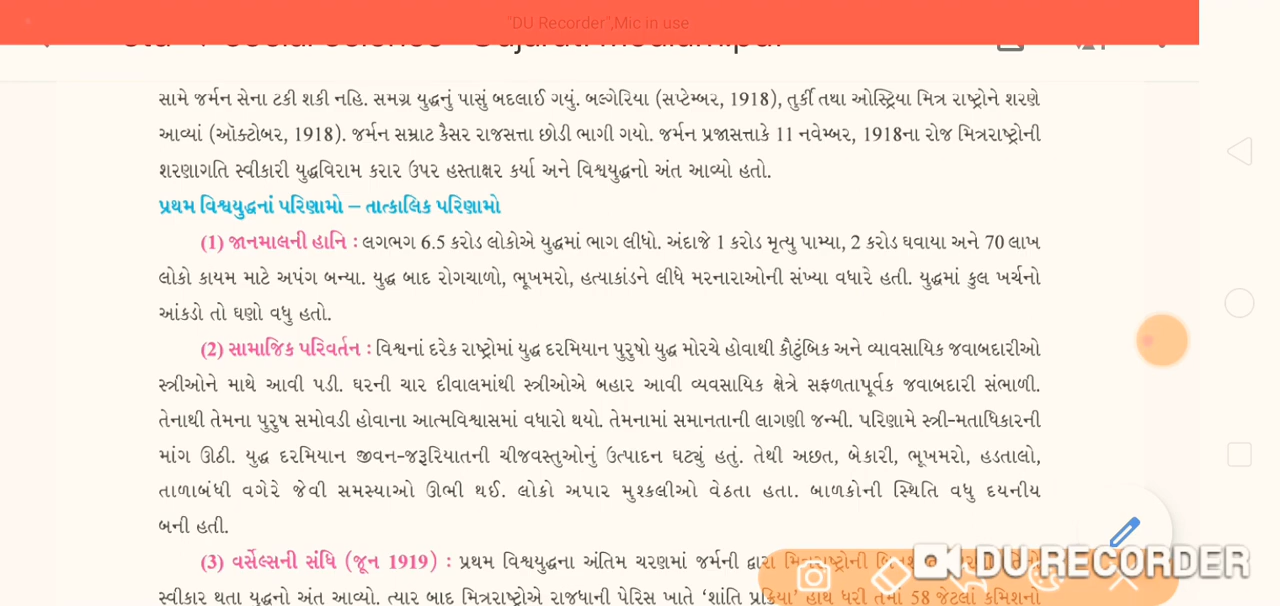 "DU Recorder",Mic in use
સામે જર્મન સેના ટકી શકી નહિ. સમગ્ર યુદ્ધનું પાસું બદલાઈ ગયું. બલ્ગેરિયા (સપ્ટેમ્બર, 1918), તુર્કી તથા ઓસ્ટ્રિયા મિત્ર રાષ્ટ્રોને શરણે
આવ્યાં (ઑક્ટોબર, 1918). જર્મન સમ્રાટ કૈસર રાજસત્તા છોડી ભાગી ગયો. જર્મન પ્રજાસત્તાકે 11 નવેમ્બર, 1918ના રોજ મિત્રરાષ્ટ્રોની
શરણાગતિ સ્વીકારી યુદ્ધવિરામ કરાર ઉપર હસ્તાક્ષર કર્યા અને વિશ્વયુદ્ધનો અંત આવ્યો હતો.
પ્રથમ વિશ્વયુદ્ધનાં પરિણામો – તાત્કાલિક પરિણામો
(1) જાનમાલની હાનિ : લગભગ 6.5 કરોડ લોકોએ યુદ્ધમાં ભાગ લીધો. અંદાજે 1 કરોડ મૃત્યુ પામ્યા, 2 કરોડ ઘવાયા અને 70 લાખ
લોકો કાયમ માટે અપંગ બન્યા. યુદ્ધ બાદ રોગચાળો, ભૂખમરો, હત્યાકાંડને લીધે મરનારાઓની સંખ્યા વધારે હતી. યુદ્ધમાં કુલ ખર્ચનો
આંકડો તો ઘણો વધુ હતો.
(2) સામાજિક પરિવર્તન : વિશ્વનાં દરેક રાષ્ટ્રોમાં યુદ્ધ દરમિયાન પુરુષો યુદ્ધ મોરચે હોવાથી કૌટુંબિક અને વ્યાવસાયિક જવાબદારીઓ
સ્ત્રીઓને માથે આવી પડી. ઘરની ચાર દીવાલમાંથી સ્ત્રીઓએ બહાર આવી વ્યવસાયિક ક્ષેત્રે સફળતાપૂર્વક જવાબદારી સંભાળી.
તેનાથી તેમના પુરુષ સમોવડી હોવાના આત્મવિશ્વાસમાં વધારો થયો. તેમનામાં સમાનતાની લાગણી જન્મી. પરિણામે સ્ત્રી-મતાધિકારની
માંગ ઊઠી. યુદ્ધ દરમિયાન જીવન-જરૂરિયાતની ચીજવસ્તુઓનું ઉત્પાદન ઘટ્યું હતું. તેથી અછત, બેકારી, ભૂખમરો, હડતાલો,
તાળાબંધી વગેરે જેવી સમસ્યાઓ ઊભી થઈ. લોકો અપાર મુશ્કલીઓ વેઠતા હતા. બાળકોની સ્થિતિ વધુ દયનીય
બની હતી.
(3) વર્સેલ્સની સંધિ (જૂન 1919) : પ્રથમ વિશ્વયુદ્ધના અંતિમ ચરણમાં જર્મની દ્વારા મિત્રરાષ્ટ્રોની
DU RECORDER
સ્વીકાર થતા યુદ્ધનો અંત આવ્યો. ત્યાર બાદ મિત્રરાષ્ટ્રોએ રાજધાની પેરિસ ખાતે ‘શાંતિ પ્રક્રિયા’ હાથ ધરી તેમાં 58 જેટલાં કમિશનો